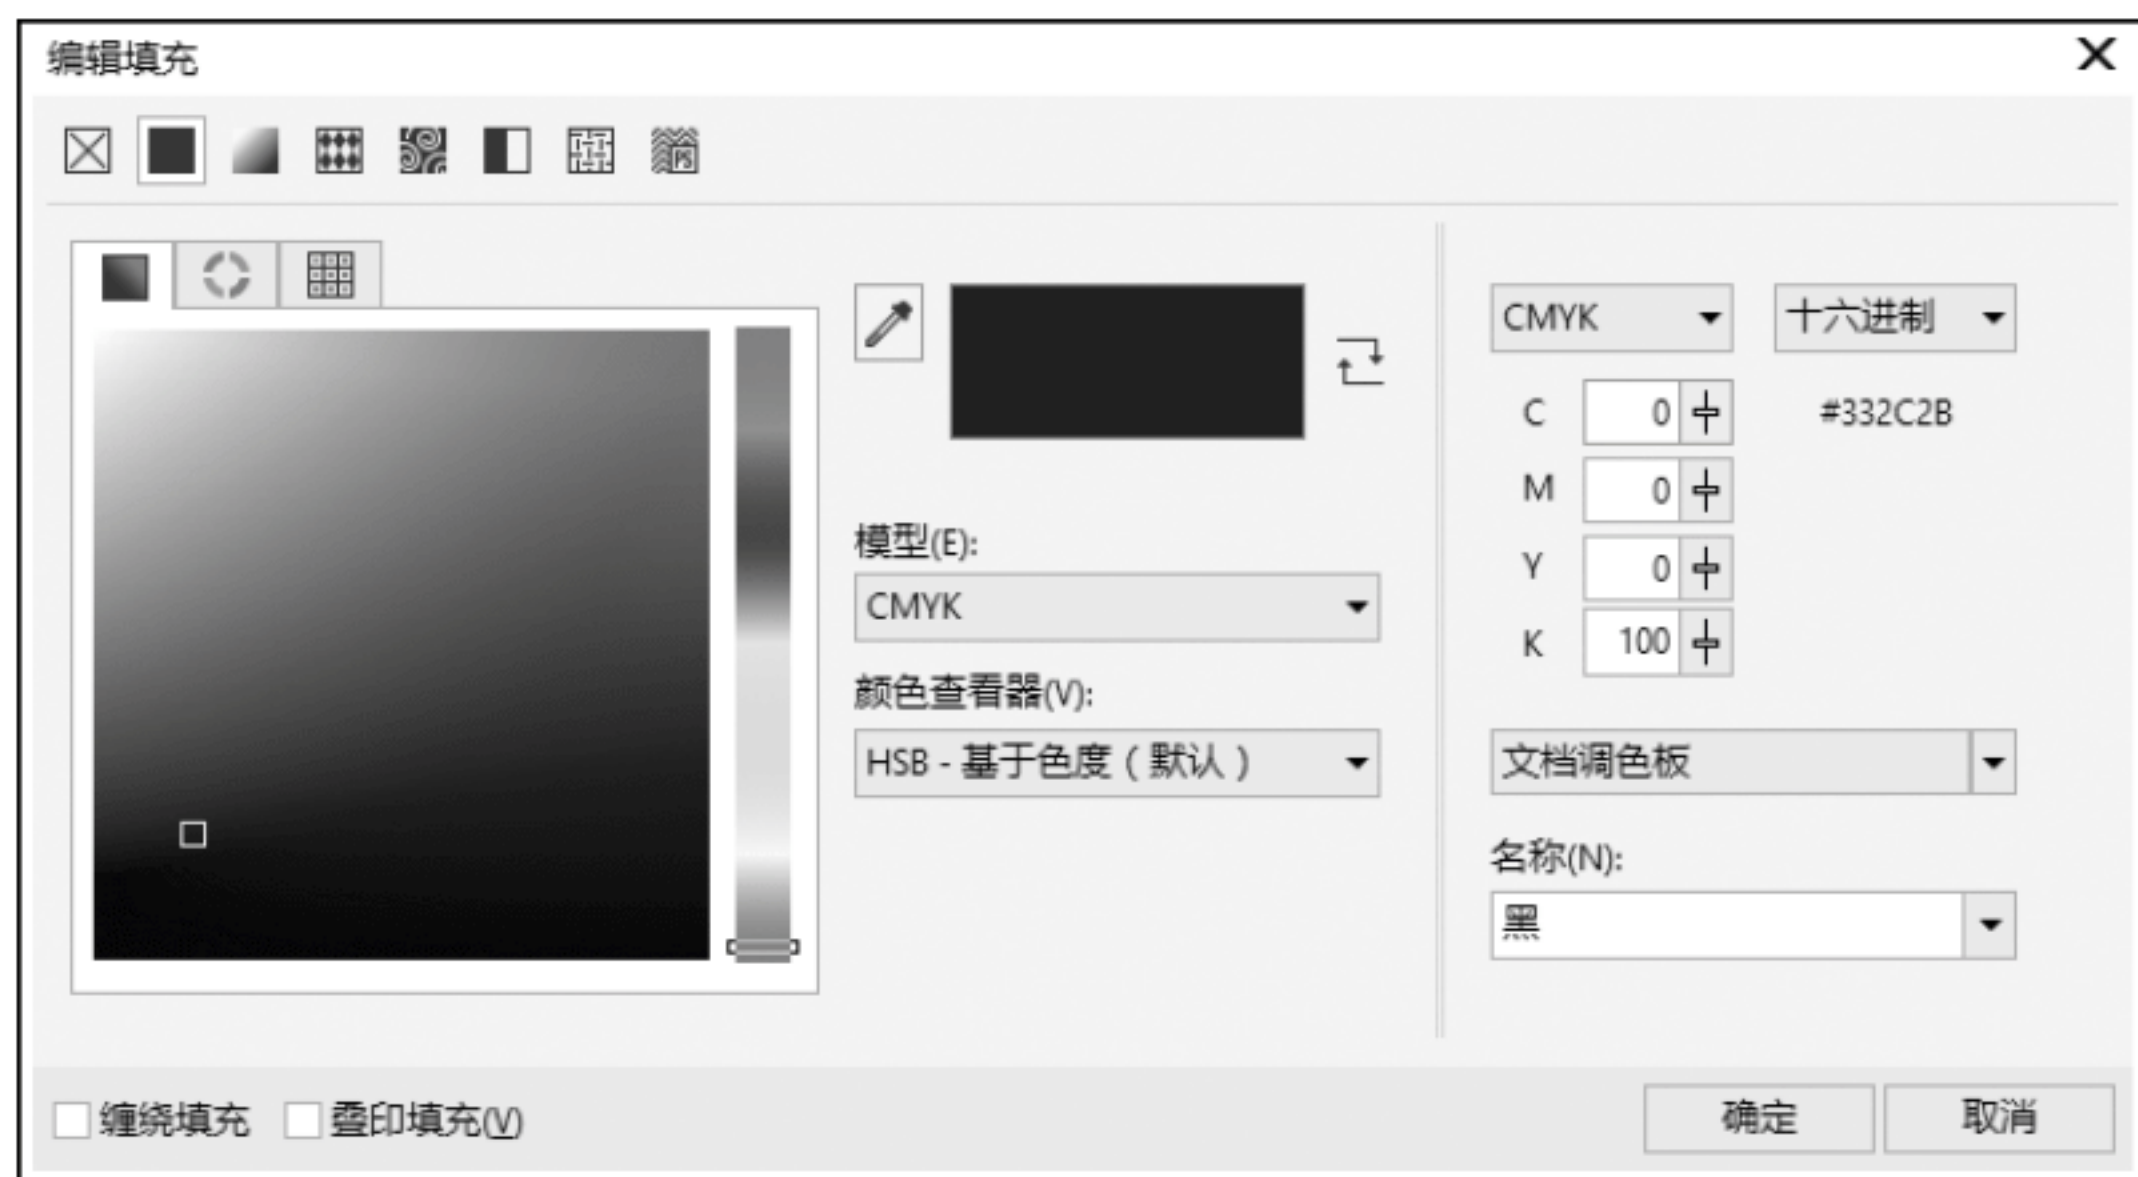 编辑填充
PS
CMYK
十六进制
C 0
#332C2B
M 0
Y 0
K 100
模型(E):
CMYK
颜色查看器(V):
HSB - 基于色度（默认）
文档调色板
名称(N):
黑
缠绕填充
叠印填充(V)
确定
取消